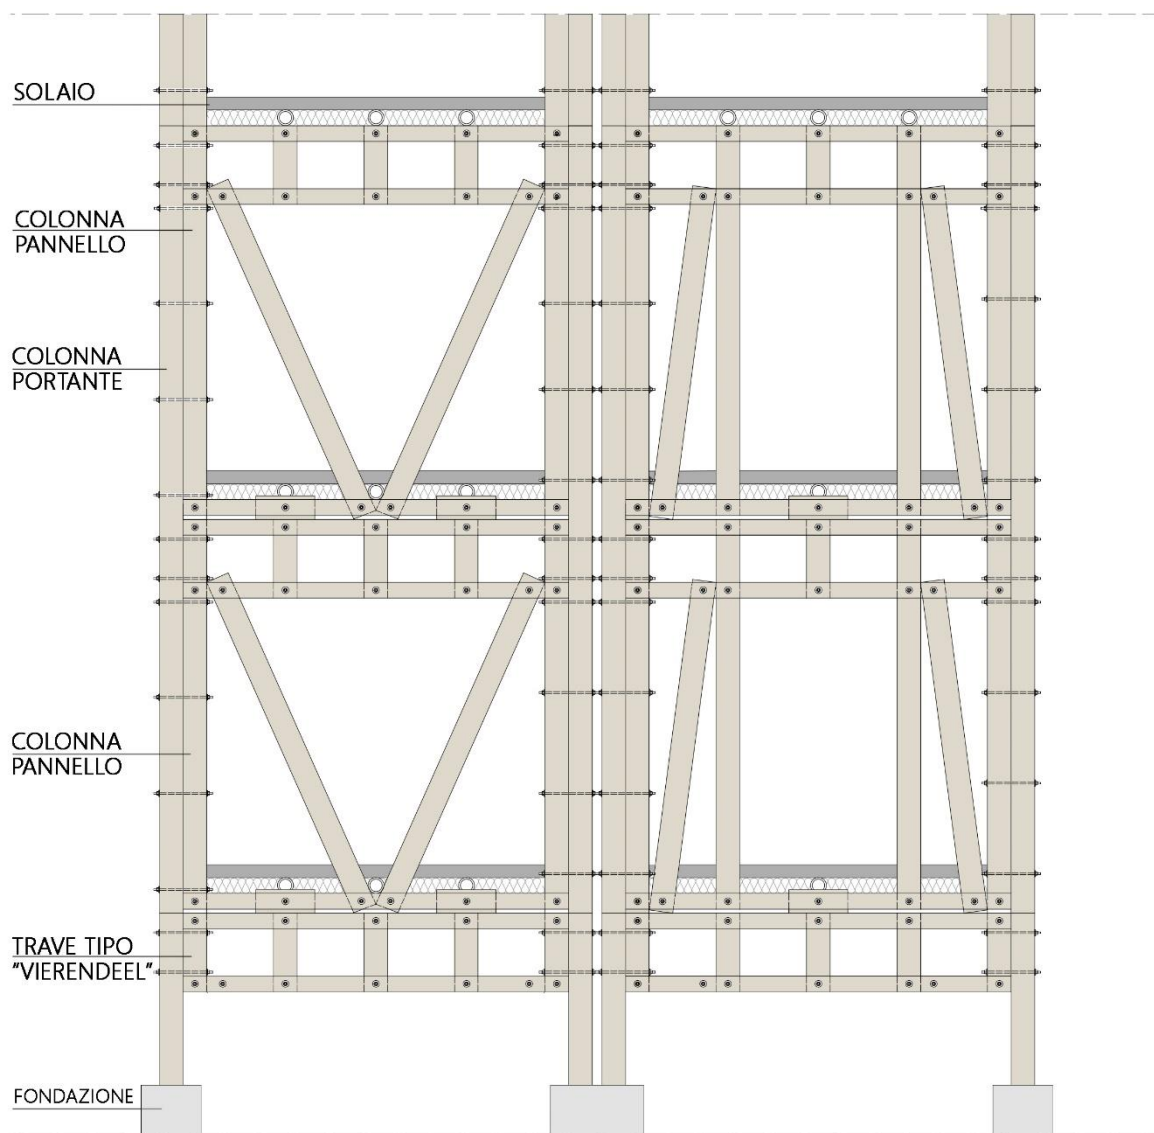 SOLAIO
COLONNA
PANNELLO
COLONNA
PORTANTE
COLONNA
PANNELLO
TRAVE TIPO
"VIERENDEEL"
FONDAZIONE